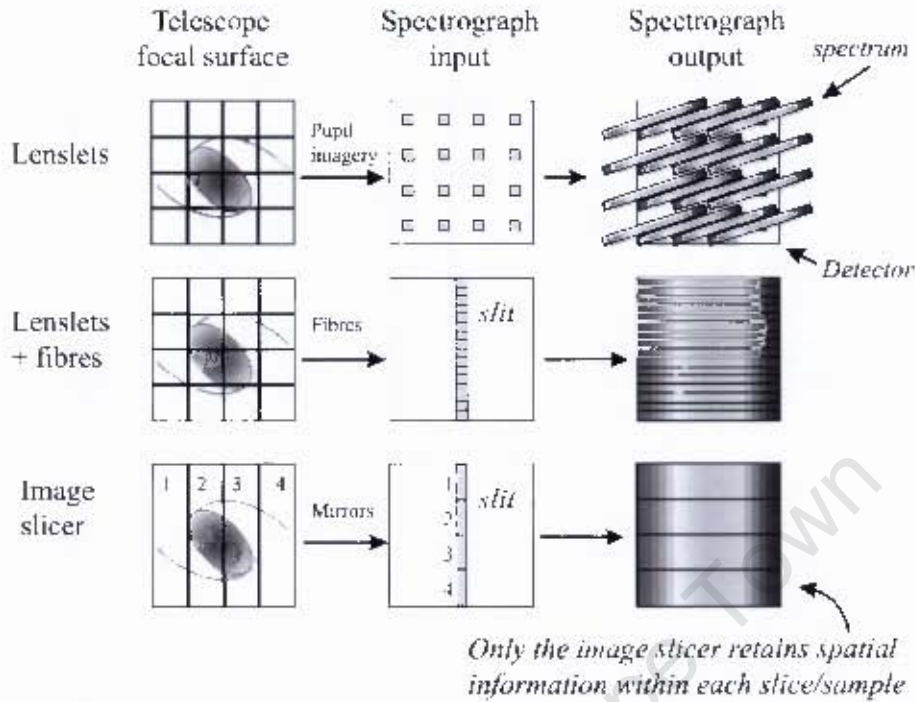 Telescope
focal surface
Spectrograph
input
Spectrograph
output
spectrum
Lenslets
Pupil
imagery
Detector
Lenslets
+ fibres
Fibres
slit
Image
slicer
1 2 3 4
Mirrors
1
2
3
4
slit
Only the image slicer retains spatial
information within each slice/sample
Town